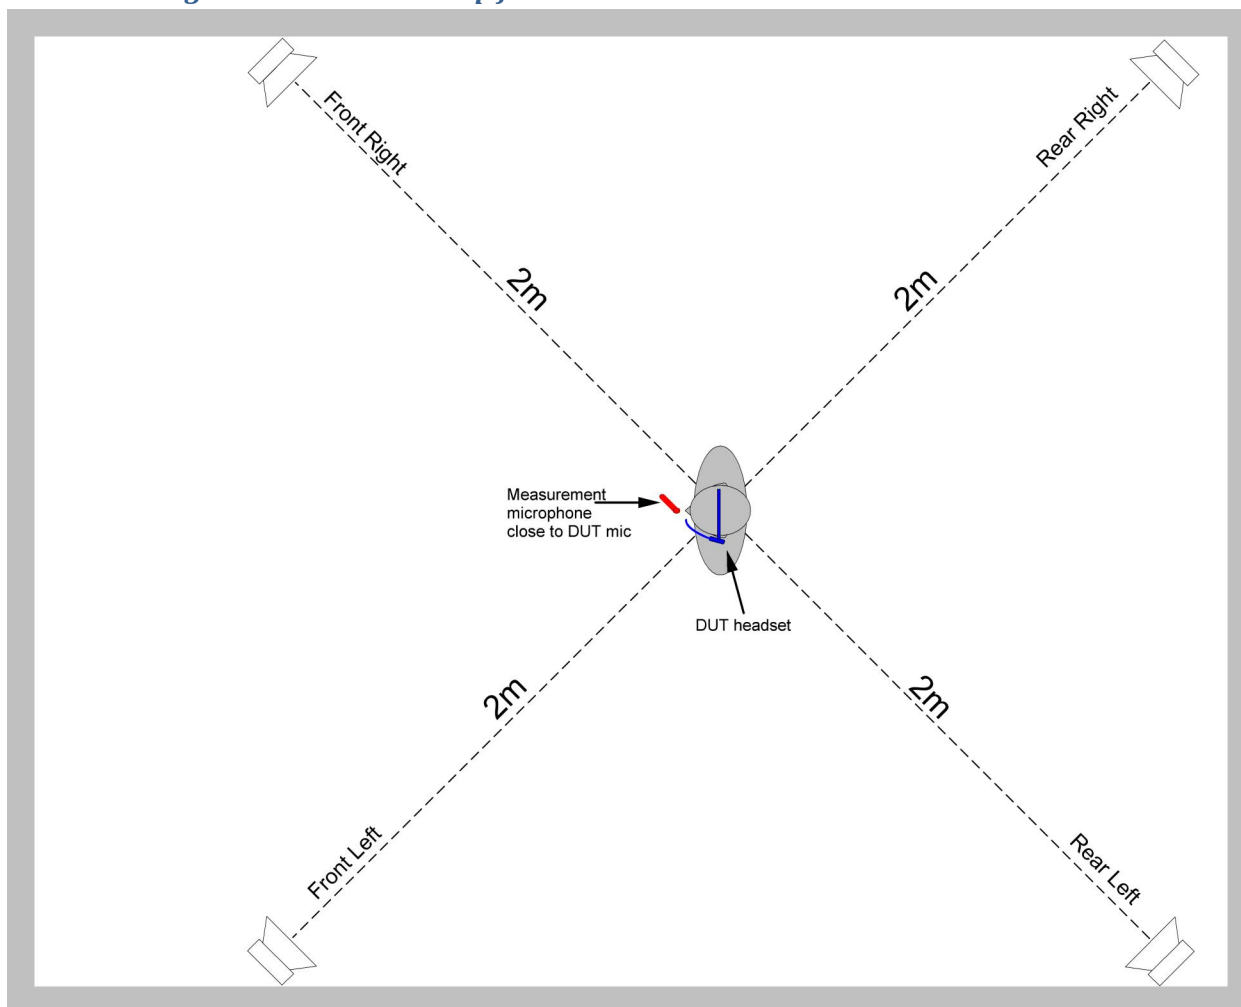 Front Right
Rear Right
2m
2m
Measurement
microphone
close to DUT mic
DUT headset
2m
2m
Front Left
Rear Left